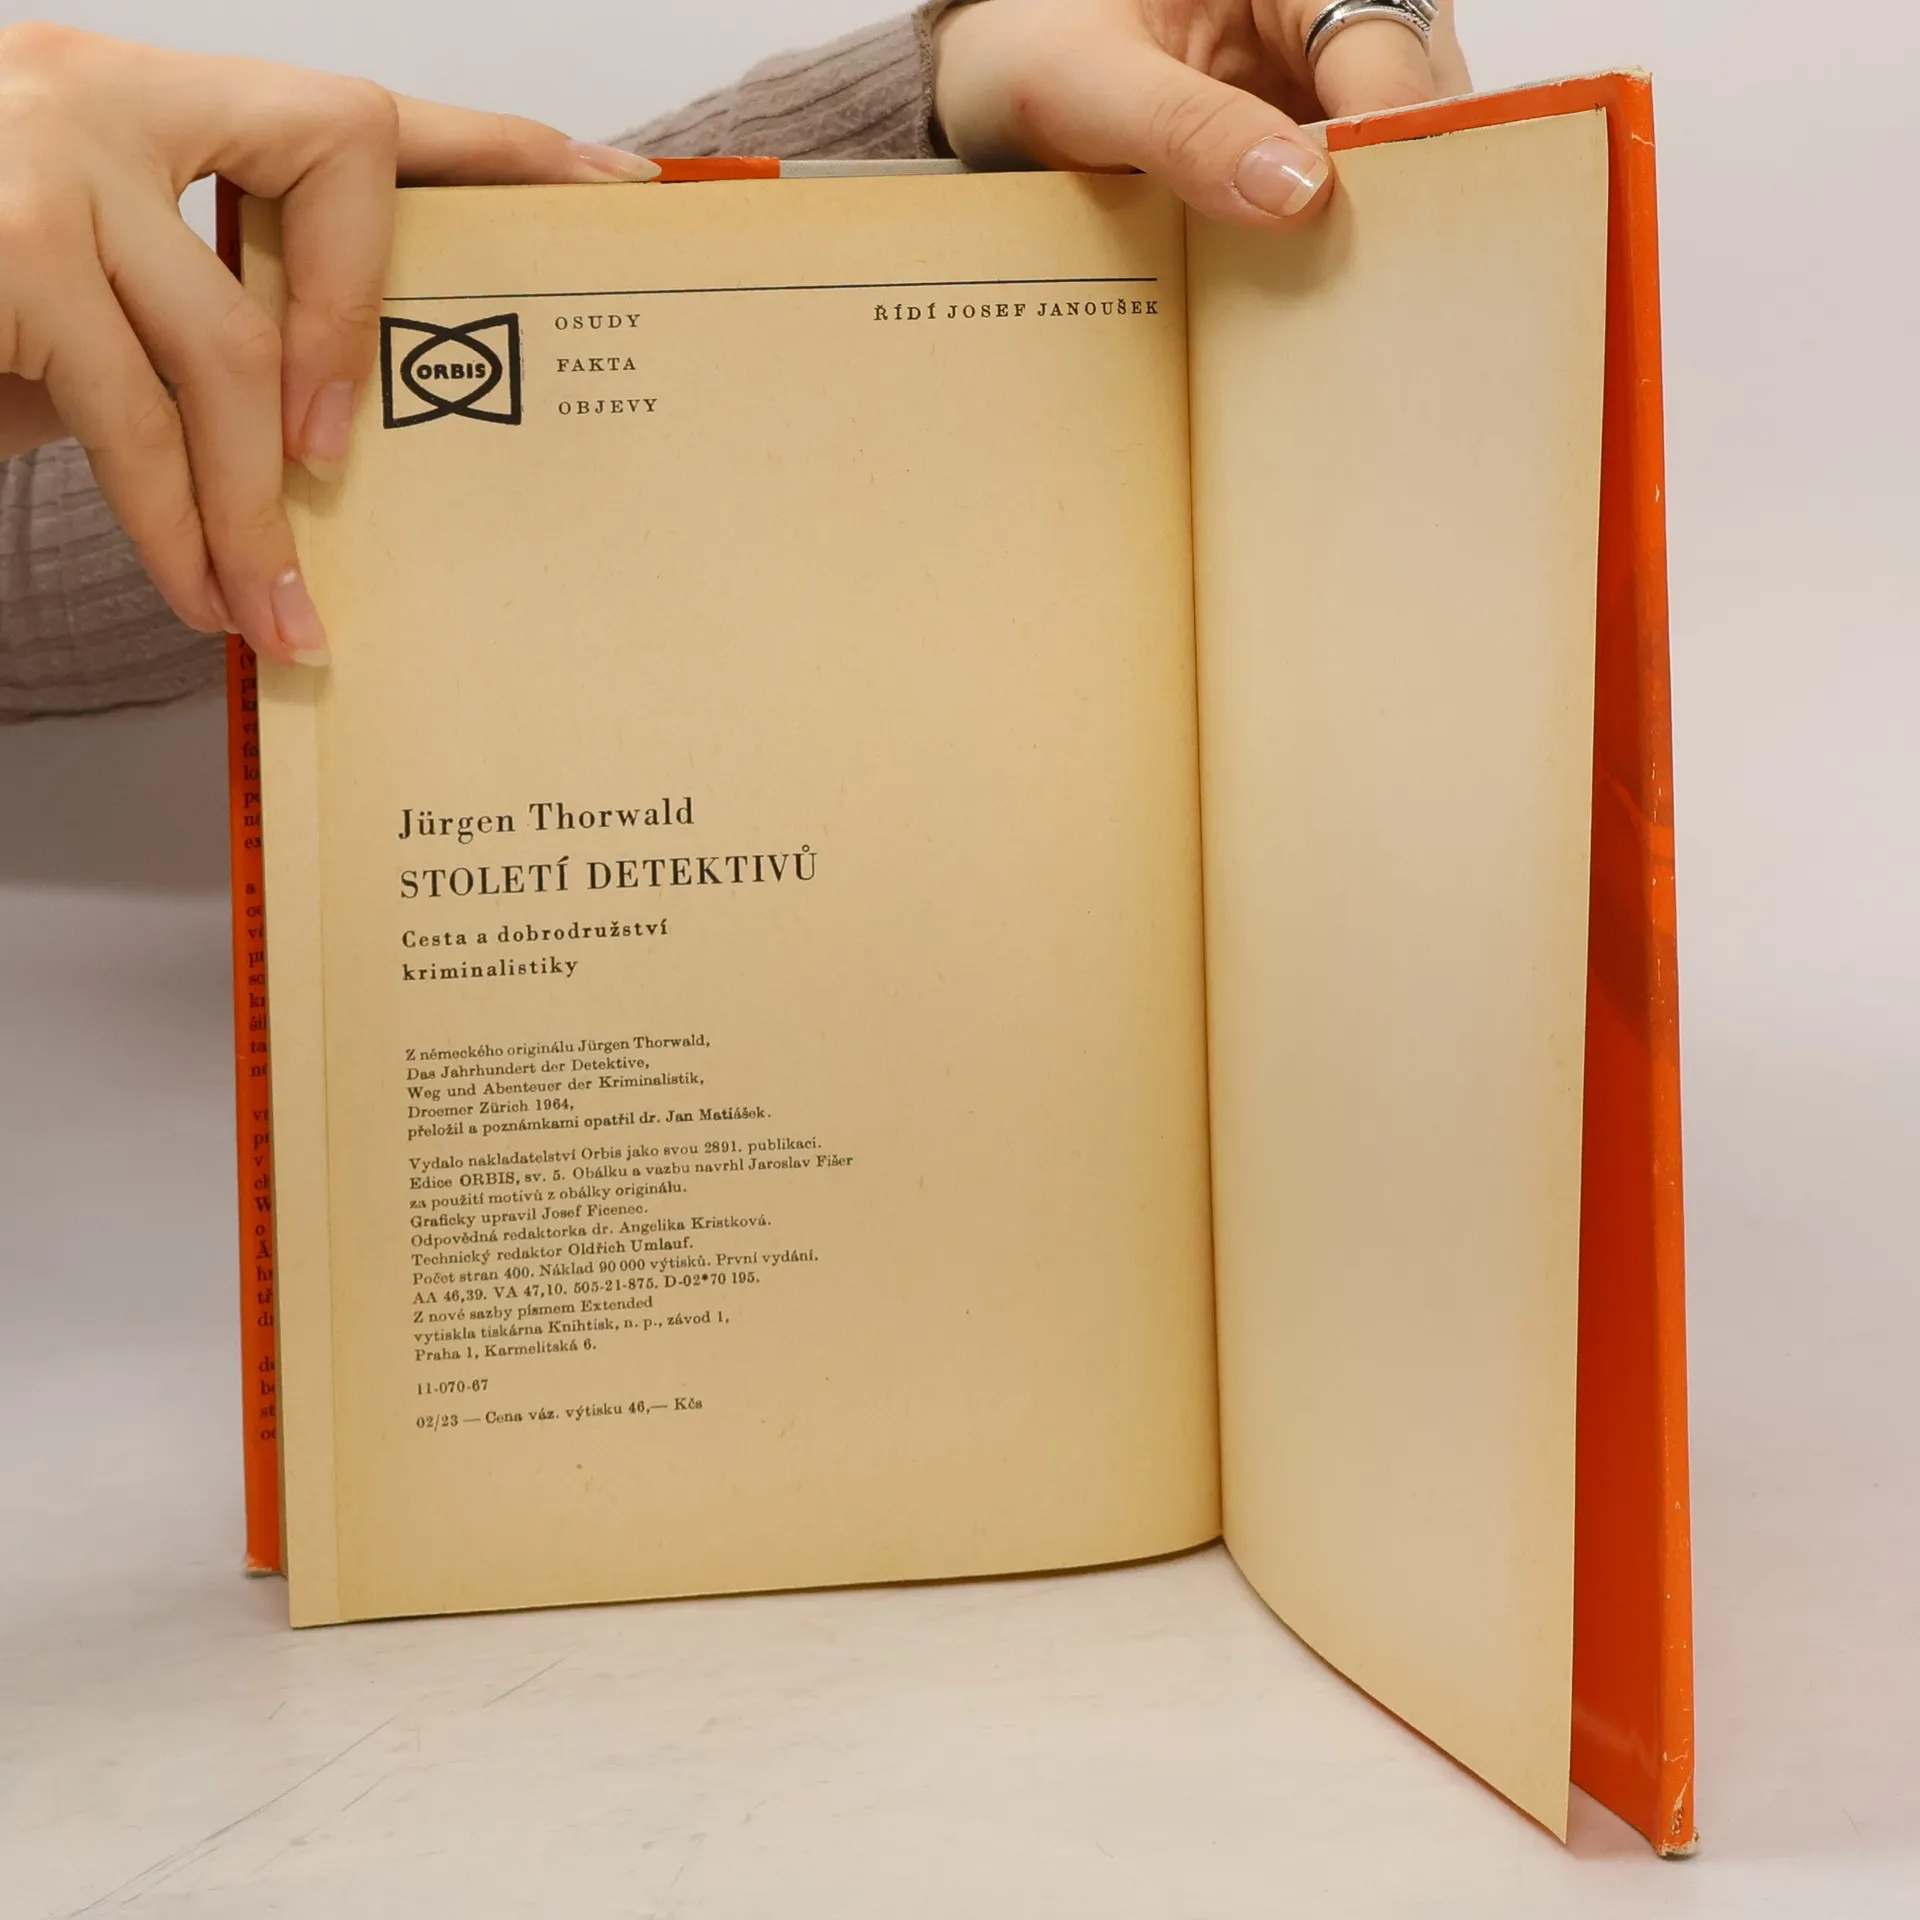 ORBIS
OSUDY
FAKTA
OBJEVY
ŘÍDÍ JOSEF JANOUŠEK
Jürgen Thorwald
STOLETÍ DETEKTIVŮ
Cesta a dobrodružství
kriminalistiky
Z německého originálu Jürgen Thorwald,
Das Jahrhundert der Detektive,
Weg und Abenteuer der Kriminalistik,
Droemer Zürich 1964,
přeložil a poznámkami opatřil dr. Jan Matiášek.
Vydalo nakladatelství Orbis jako svou 2891. publikaci.
Edice ORBIS, sv. 5. Obálku a vazbu navrhl Jaroslav Fišer
za použití motivů z obálky originálu.
Graficky upravil Josef Ficenec.
Odpovědná redaktorka dr. Angelika Kristková.
Technický redaktor Oldřich Umlauf.
Počet stran 400. Náklad 90 000 výtisků. První vydání.
AA 46,39. VA 47,10. 505-21-875. D-02*70 195.
Z nové sazby písmem Extended
vytiskla tiskárna Knihtisk, n. p., závod 1,
Praha 1, Karmelitská 6.
11-070-67
02/23 — Cena váz. výtisku 46,— Kčs